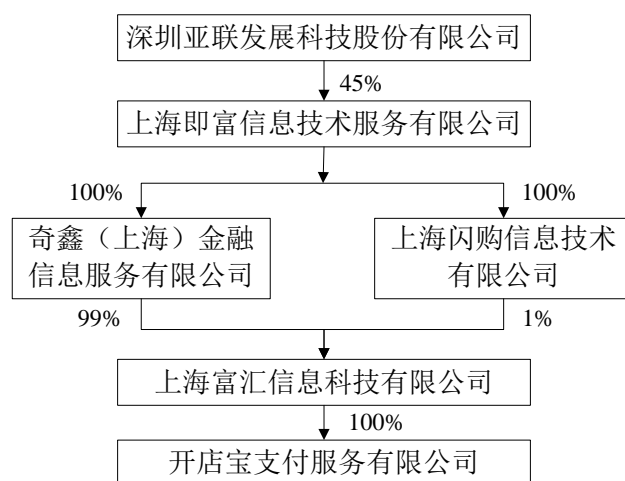 深圳亚联发展科技股份有限公司
45%
上海即富信息技术服务有限公司
100%
100%
奇鑫（上海）金融
信息服务有限公司
上海闪购信息技术
有限公司
99%
1%
上海富汇信息科技有限公司
100%
开店宝支付服务有限公司